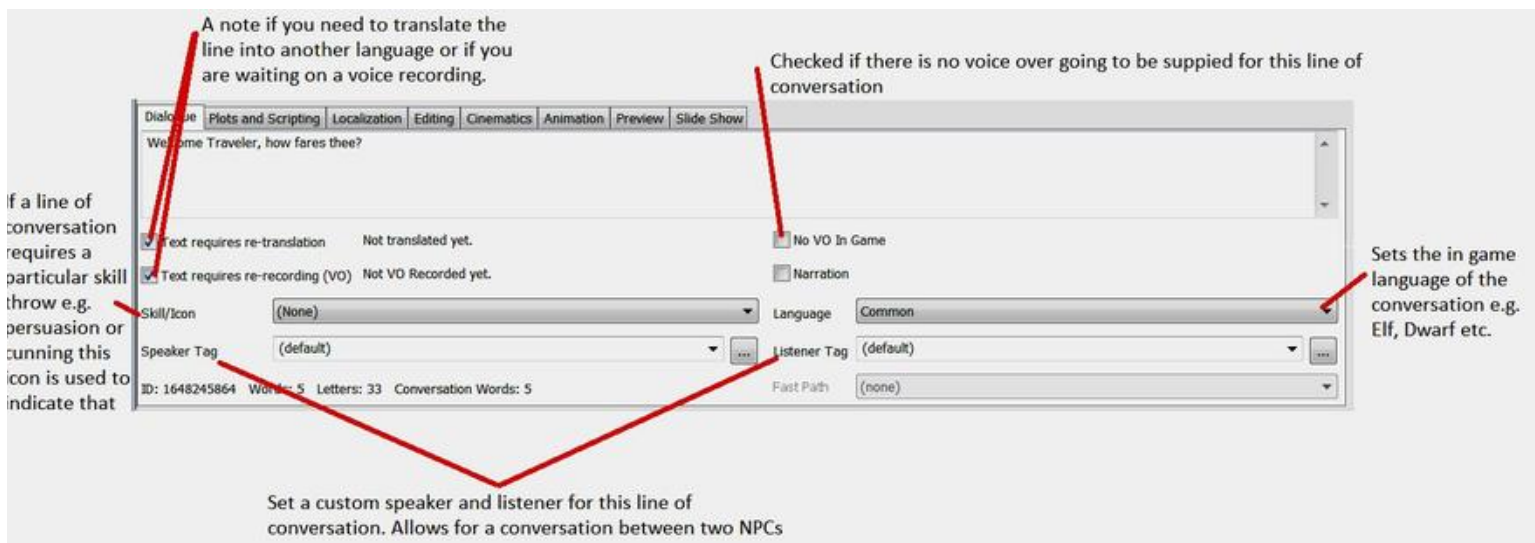 A note if you need to translate the
line into another language or if you
are waiting on a voice recording.
Checked if there is no voice over going to be suppied for this line of
conversation
Dialogue Plots and Scripting Localization Editing Cinematics Animation Preview Slide Show
Welcome Traveler, how fares thee?
If a line of
conversation
requires a
particular skill
throw e.g.
persuasion or
cunning this
icon is used to
indicate that
Text requires re-translation Not translated yet.
No VO In Game
Text requires re-recording (VO) Not VO Recorded yet.
Narration
Skill/Icon (None)
Language Common
Speaker Tag (default) ...
Listener Tag (default) ...
ID: 1648245864 Words: 5 Letters: 33 Conversation Words: 5
Fast Path (none)
Sets the in game
language of the
conversation e.g.
Elf, Dwarf etc.
Set a custom speaker and listener for this line of
conversation. Allows for a conversation between two NPCs